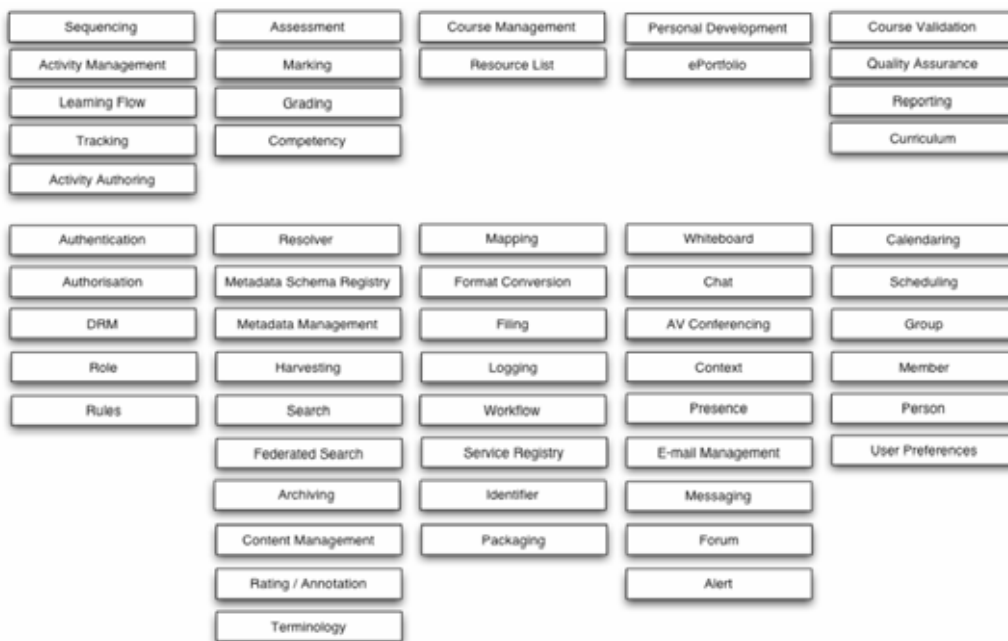 Sequencing
Activity Management
Learning Flow
Tracking
Activity Authoring
Assessment
Marking
Grading
Competency
Course Management
Resource List
Personal Development
ePortfolio
Course Validation
Quality Assurance
Reporting
Curriculum
Authentication
Authorisation
DRM
Role
Rules
Resolver
Metadata Schema Registry
Metadata Management
Harvesting
Search
Federated Search
Archiving
Content Management
Rating / Annotation
Terminology
Mapping
Format Conversion
Filing
Logging
Workflow
Service Registry
Identifier
Packaging
Whiteboard
Chat
AV Conferencing
Context
Presence
E-mail Management
Messaging
Forum
Alert
Calendaring
Scheduling
Group
Member
Person
User Preferences